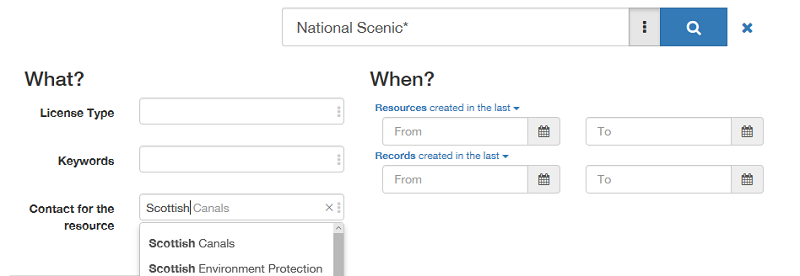 National Scenic*
What?
When?
License Type
Resources created in the last
From
To
Keywords
Records created in the last
From
To
Contact for the
resource
Scottish Canals
Scottish Canals
Scottish Environment Protection